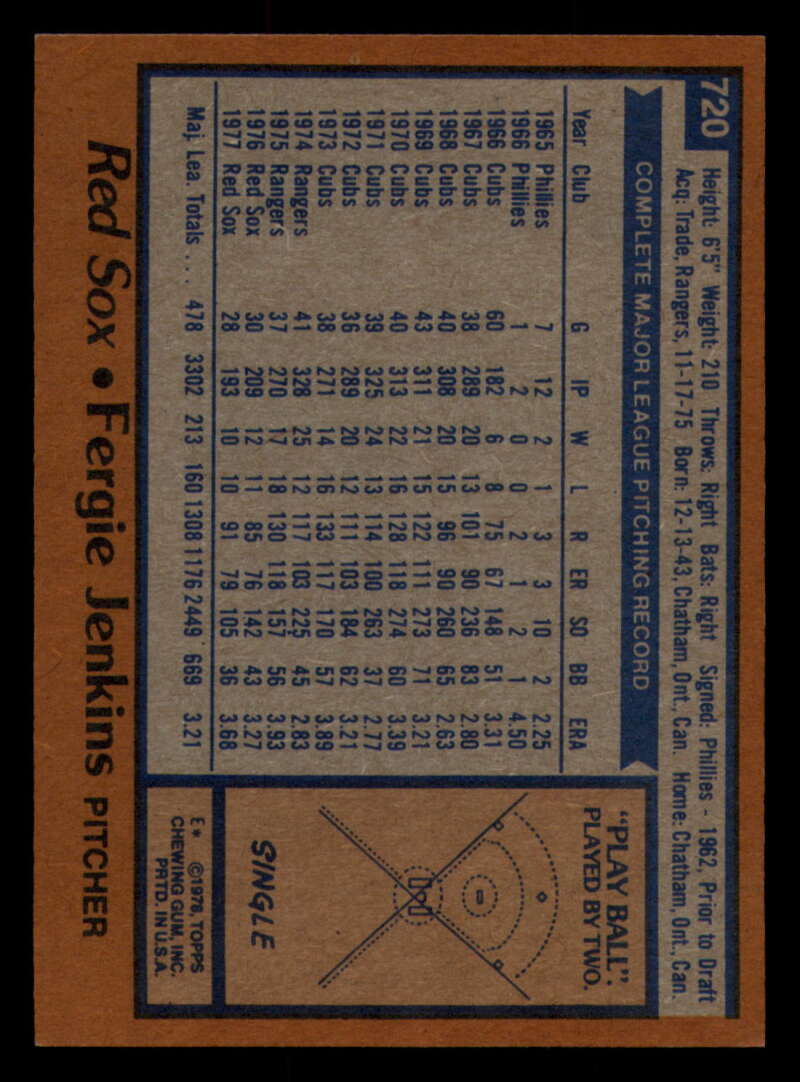 720
Height: 6'5" Weight: 210 Throws: Right Bats: Right Signed: Phillies - 1962, Prior to Draft
Acq: Trade, Rangers, 11-17-75 Born: 12-13-43, Chatham, Ont., Can. Home: Chatham, Ont., Can.
COMPLETE MAJOR LEAGUE PITCHING RECORD
Year Club G IP W L R ER SO BB ERA
1965 Phillies 7 12 2 1 3 3 10 2 2.25
1966 Phillies 1 2 0 0 2 1 2 1 4.50
1966 Cubs 60 182 6 8 75 67 148 51 3.31
1967 Cubs 38 289 20 13 101 90 236 83 2.80
1968 Cubs 40 308 20 15 96 90 260 65 2.63
1969 Cubs 43 311 21 15 122 111 273 71 3.21
1970 Cubs 40 313 22 16 128 118 274 60 3.39
1971 Cubs 39 325 24 13 114 100 263 37 2.77
1972 Cubs 36 289 20 12 111 103 184 62 3.21
1973 Cubs 38 271 14 16 133 117 170 57 3.89
1974 Rangers 41 328 25 12 117 103 225 45 2.83
1975 Rangers 37 270 17 18 130 118 157 56 3.93
1976 Red Sox 30 209 12 11 85 76 142 43 3.27
1977 Red Sox 28 193 10 10 91 79 105 36 3.68
Maj. Lea. Totals . . . 478 3302 213 160 1308 1176 2449 669 3.21
"PLAY BALL".
PLAYED BY TWO.
SINGLE
E* ©1978, TOPPS
CHEWING GUM, INC.
PRTD. IN U.S.A.
Red Sox • Fergie Jenkins PITCHER